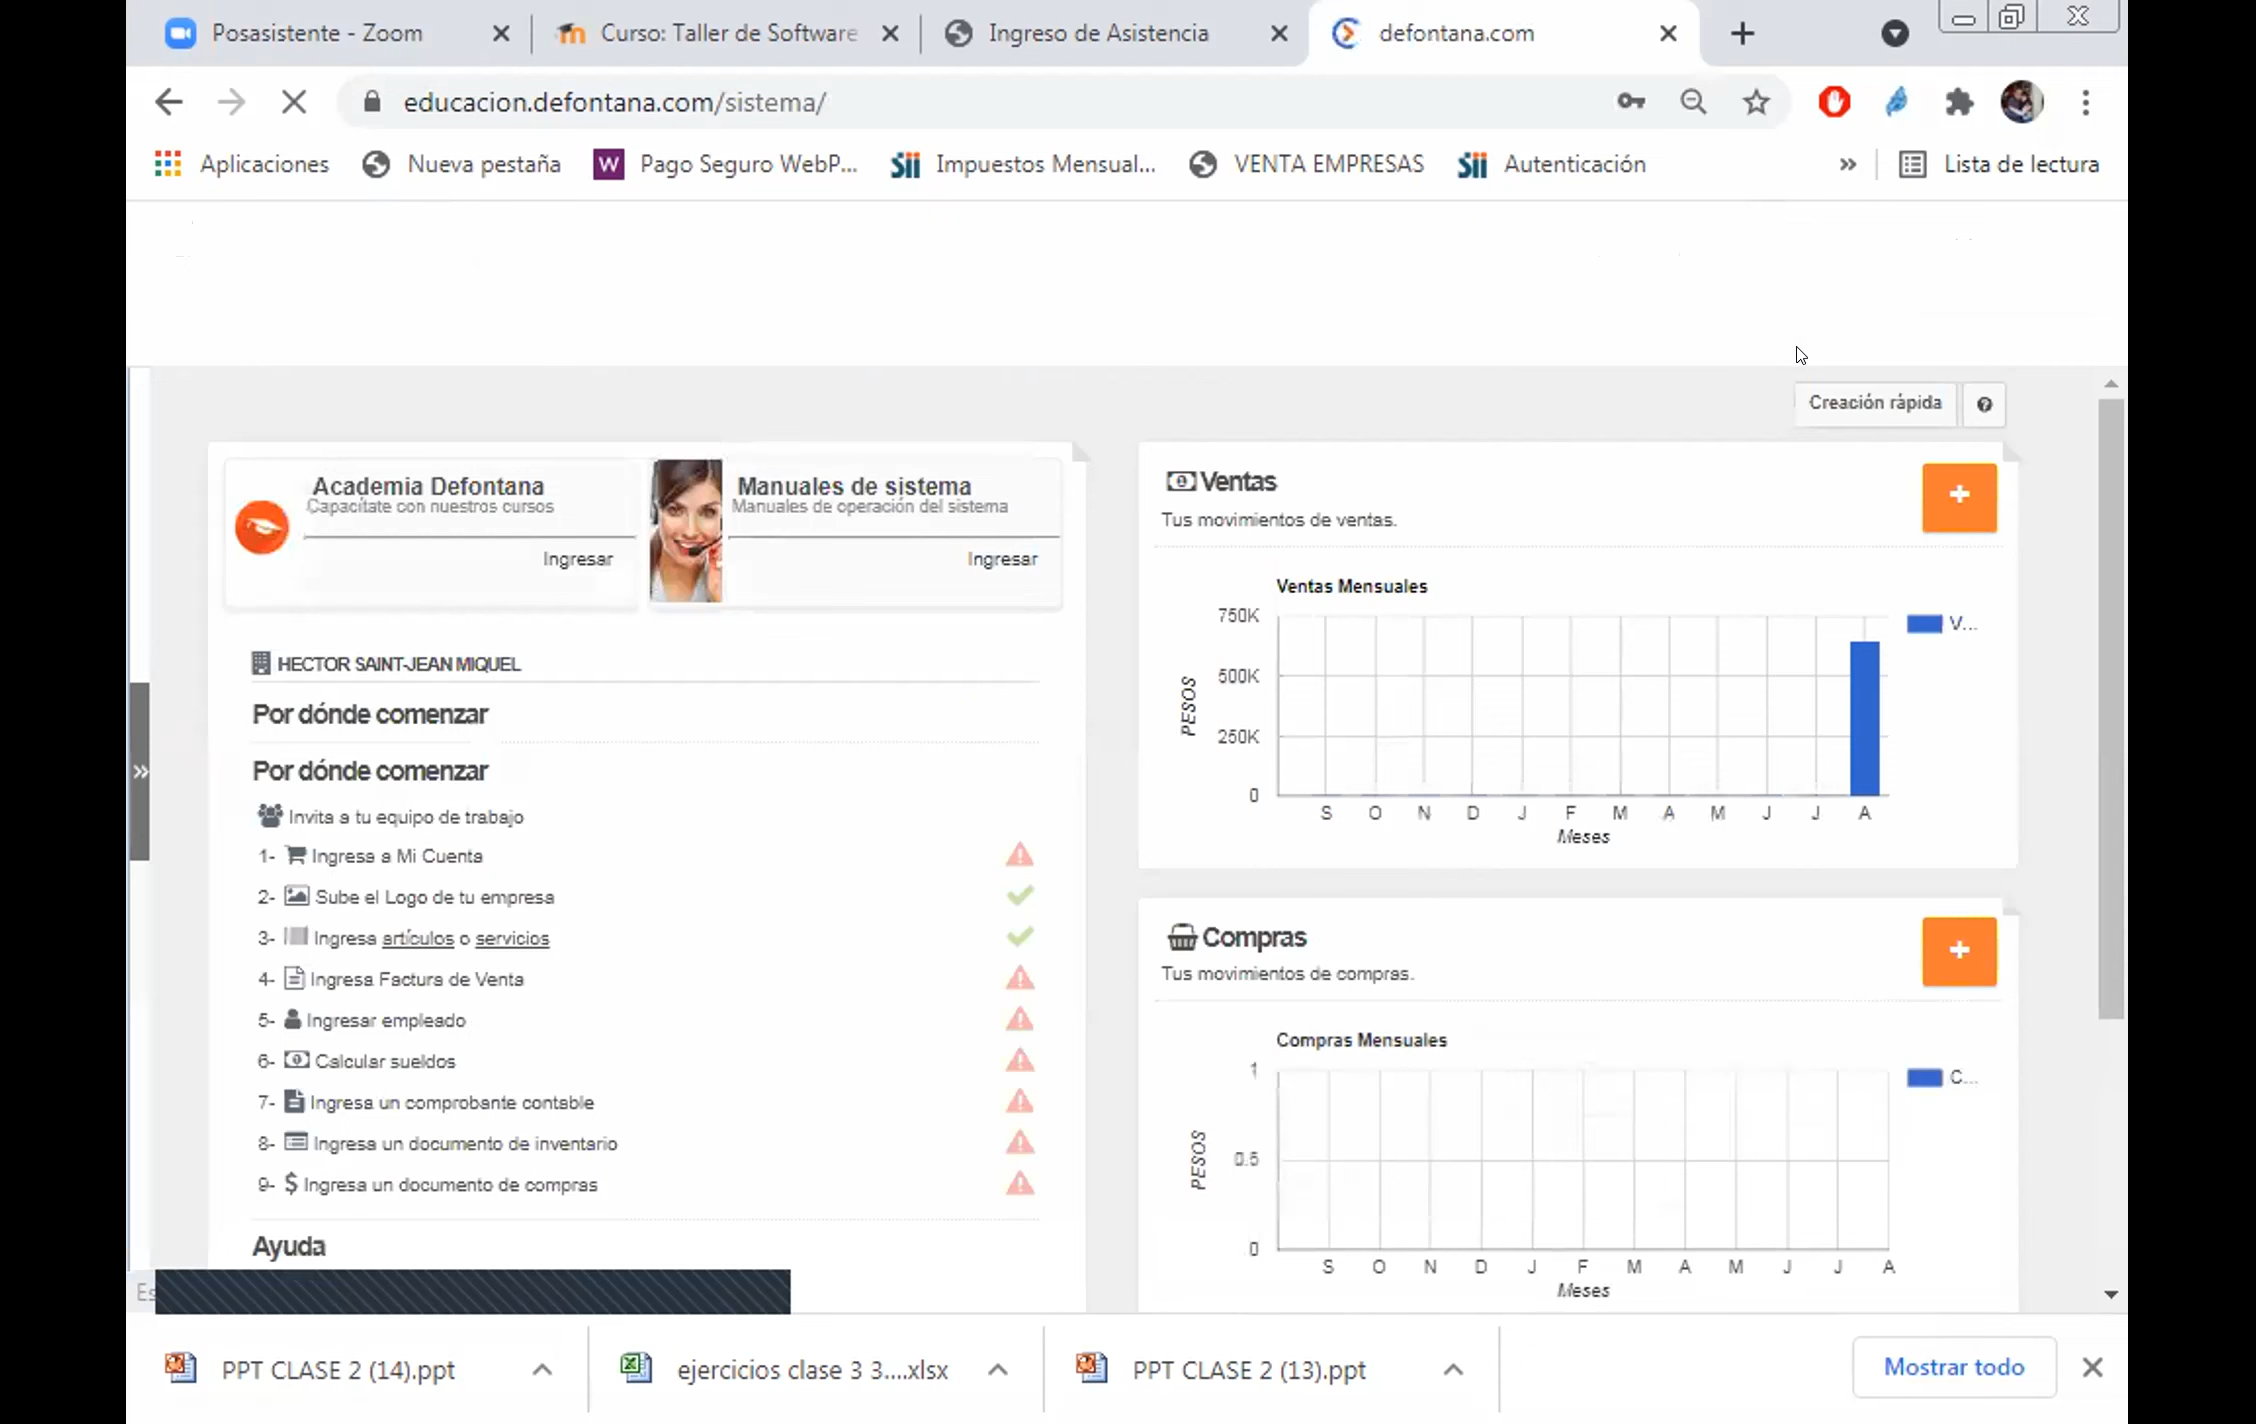 Posasistente - Zoom
Curso: Taller de Software
Ingreso de Asistencia
defontana.com
educacion.defontana.com/sistema/
Aplicaciones
Nueva pestaña
Pago Seguro WebP...
Impuestos Mensual...
VENTA EMPRESAS
Autenticación
»
Lista de lectura
Creación rápida
Academia Defontana
Capacítate con nuestros cursos
Ingresar
Manuales de sistema
Manuales de operación del sistema
Ingresar
HECTOR SAINT-JEAN MIQUEL
Por dónde comenzar
Por dónde comenzar
Invita a tu equipo de trabajo
1- Ingresa a Mi Cuenta
2- Sube el Logo de tu empresa
3- Ingresa artículos o servicios
4- Ingresa Factura de Venta
5- Ingresar empleado
6- Calcular sueldos
7- Ingresa un comprobante contable
8- Ingresa un documento de inventario
9- $ Ingresa un documento de compras
Ayuda
Ventas
Tus movimientos de ventas.
Ventas Mensuales
750K
500K
250K
0
PESOS
S O N D J F M A M J J A
Meses
V...
Compras
Tus movimientos de compras.
Compras Mensuales
1
0.5
0
PESOS
S O N D J F M A M J J A
Meses
C...
Es
PPT CLASE 2 (14).ppt
ejercicios clase 3 3....xlsx
PPT CLASE 2 (13).ppt
Mostrar todo